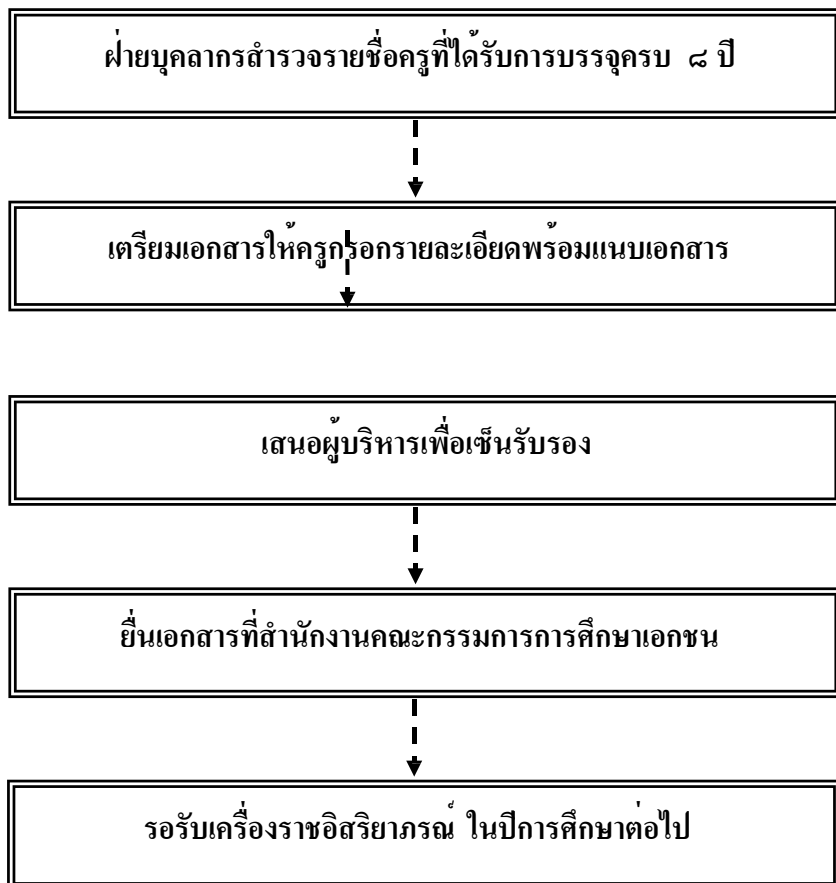 ฝ่ายบุคลากรสำรวจรายชื่อครูที่ได้รับการบรรจุครบ ๘ ปี
เตรียมเอกสารให้ครูกรอกรายละเอียดพร้อมแนบเอกสาร
เสนอผู้บริหารเพื่อเซ็นรับรอง
ยื่นเอกสารที่สำนักงานคณะกรรมการการศึกษาเอกชน
รอรับเครื่องราชอิสริยาภรณ์ ในปีการศึกษาต่อไป